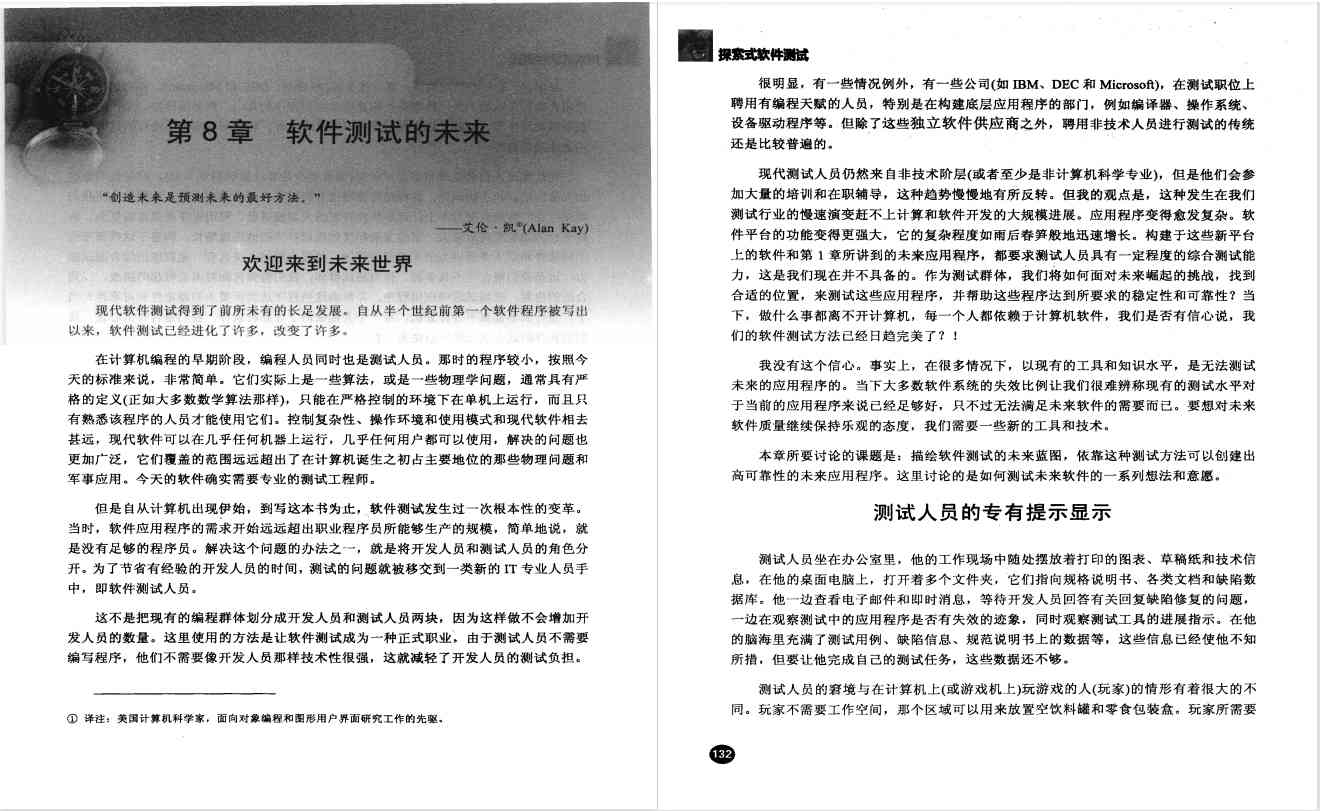 第 8 章 软件测试的未来
“创造未来是预测未来的最好方法。”
——艾伦·凯①(Alan Kay)
欢迎来到未来世界
现代软件测试得到了前所未有的长足发展。自从半个世纪前第一个软件程序被写出
以来，软件测试已经进化了许多，改变了许多。
在计算机编程的早期阶段，编程人员同时也是测试人员。那时的程序较小，按照今
天的标准来说，非常简单。它们实际上是一些算法，或是一些物理学问题，通常具有严
格的定义(正如大多数数学算法那样)，只能在严格控制的环境下在单机上运行，而且只
有熟悉该程序的人员才能使用它们。控制复杂性、操作环境和使用模式和现代软件相去
甚远，现代软件可以在几乎任何机器上运行，几乎任何用户都可以使用，解决的问题也
更加广泛，它们覆盖的范围远远超出了在计算机诞生之初占主要地位的那些物理问题和
军事应用。今天的软件确实需要专业的测试工程师。
但是自从计算机出现伊始，到写这本书为止，软件测试发生过一次根本性的变革。
当时，软件应用程序的需求开始远远超出职业程序员所能够生产的规模，简单地说，就
是没有足够的程序员。解决这个问题的办法之一，就是将开发人员和测试人员的角色分
开。为了节省有经验的开发人员的时间，测试的问题就被移交到一类新的 IT 专业人员手
中，即软件测试人员。
这不是把现有的编程群体划分成开发人员和测试人员两块，因为这样做不会增加开
发人员的数量。这里使用的方法是让软件测试成为一种正式职业。由于测试人员不需要
编写程序，他们不需要像开发人员那样技术性很强，这就减轻了开发人员的测试负担。
① 译注：美国计算机科学家，面向对象编程和图形用户界面研究工作的先驱。
探索式软件测试
很明显，有一些情况例外，有一些公司(如 IBM、DEC 和 Microsoft)，在测试职位上
聘用有编程天赋的人员，特别是在构建底层应用程序的部门，例如编译器、操作系统、
设备驱动程序等。但除了这些独立软件供应商之外，聘用非技术人员进行测试的传统
还是比较普遍的。
现代测试人员仍然来自非技术阶层(或者至少是非计算机科学专业)，但是他们会参
加大量的培训和在职辅导，这种趋势慢慢地有所反转。但我的观点是，这种发生在我们
测试行业的慢速演变赶不上计算和软件开发的大规模进展。应用程序变得愈发复杂。软
件平台的功能变得更强大，它的复杂程度如雨后春笋般地迅速增长。构建于这些新平台
上的软件和第 1 章所讲到的未来应用程序，都要求测试人员具有一定程度的综合测试能
力，这是我们现在并不具备的。作为测试群体，我们将如何面对未来崛起的挑战，找到
合适的位置，来测试这些应用程序，并帮助这些程序达到所要求的稳定性和可靠性？当
下，做什么事都离不开计算机，每一个人都依赖于计算机软件，我们是否有信心说，我
们的软件测试方法已经日趋完美了？！
我没有这个信心。事实上，在很多情况下，以现有的工具和知识水平，是无法测试
未来的应用程序的。当下大多数软件系统的失效比例让我们很难辨称现有的测试水平对
于当前的应用程序来说已经足够好，只不过无法满足未来软件的需要而已。要想对未来
软件质量继续保持乐观的态度，我们需要一些新的工具和技术。
本章所要讨论的课题是：描绘软件测试的未来蓝图，依靠这种测试方法可以创建出
高可靠性的未来应用程序。这里讨论的是如何测试未来软件的一系列想法和意愿。
测试人员的专有提示显示
测试人员坐在办公室里，他的工作现场中随处摆放着打印的图表、草稿纸和技术信
息，在他的桌面电脑上，打开着多个文件夹，它们指向规格说明书、各类文档和缺陷数
据库。他一边查看电子邮件和即时消息，等待开发人员回答有关回复缺陷修复的问题，
一边在观察测试中的应用程序是否有失效的迹象，同时观察测试工具的进展指示。在他
的脑海里充满了测试用例、缺陷信息、规范说明书上的数据等，这些信息已经使他不知
所措，但要让他完成自己的测试任务，这些数据还不够。
测试人员的窘境与在计算机上(或游戏机上)玩游戏的人(玩家)的情形有着很大的不
同。玩家不需要工作空间，那个区域可以用来放置空饮料罐和零食包装盒。玩家所需要
132